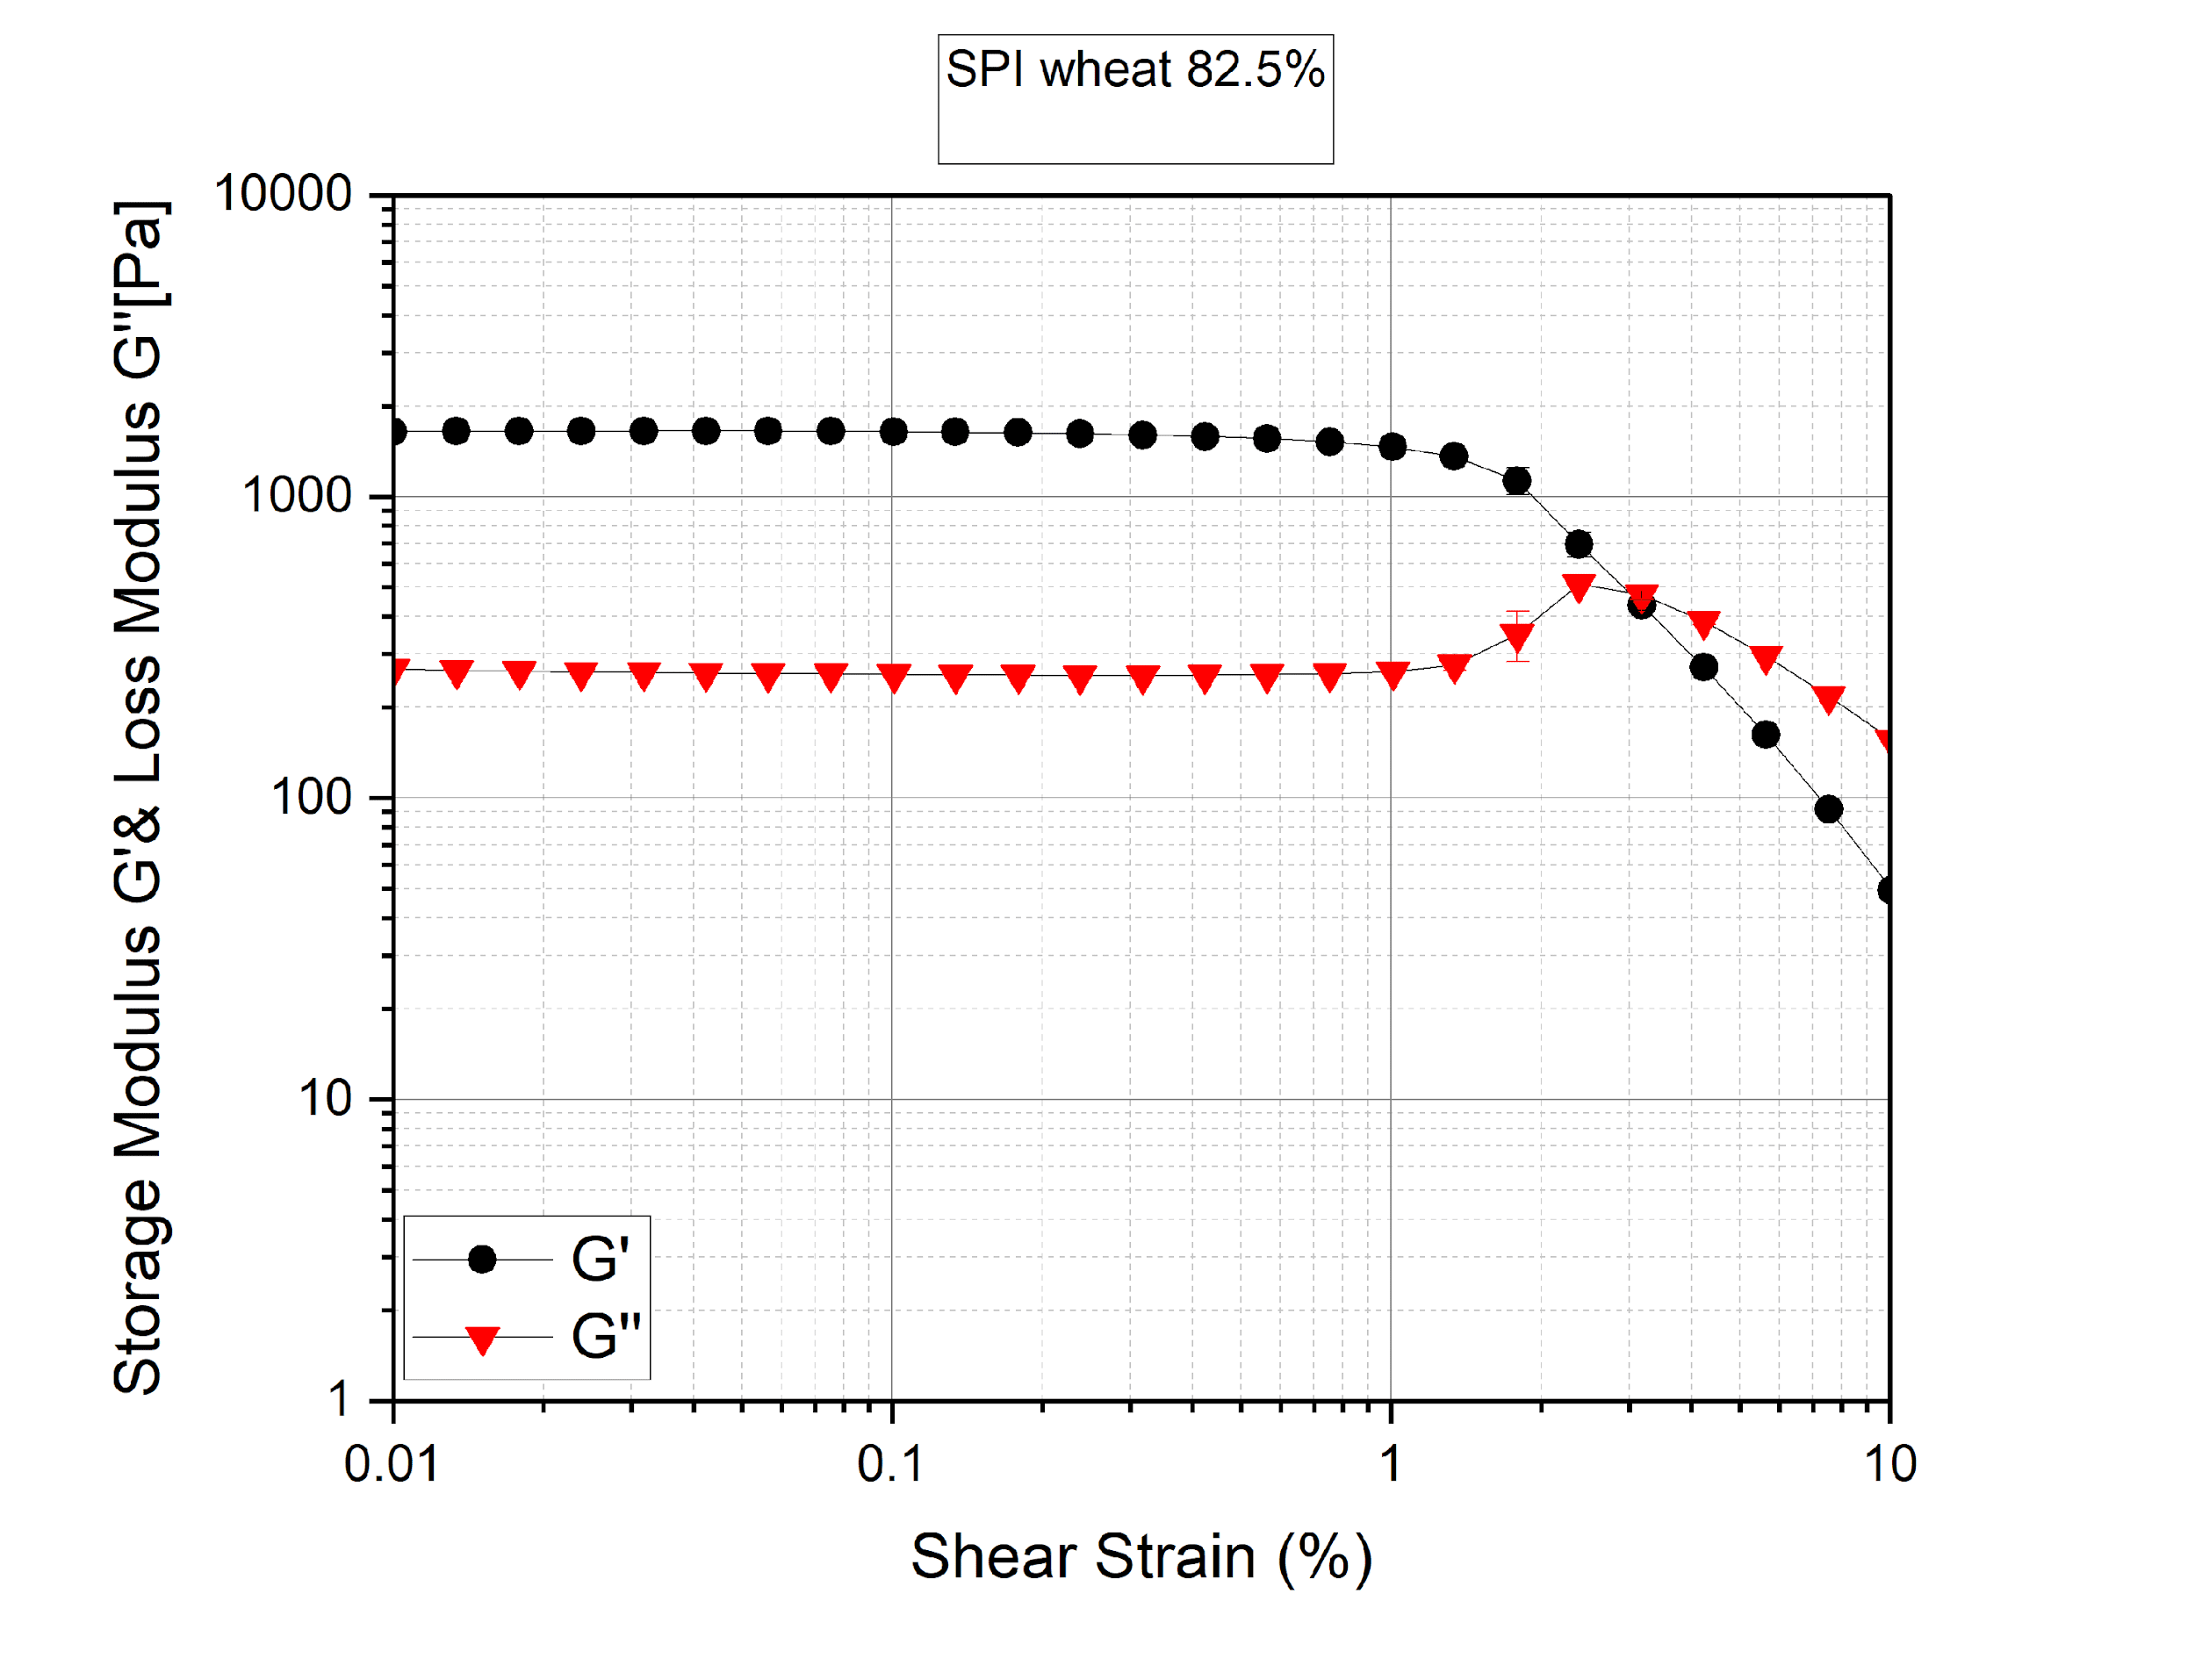 SPI wheat 82.5%
Storage Modulus G'& Loss Modulus G"[Pa]
10000
1000
100
10
1
G'
G"
0.01 0.1 1 10
Shear Strain (%)